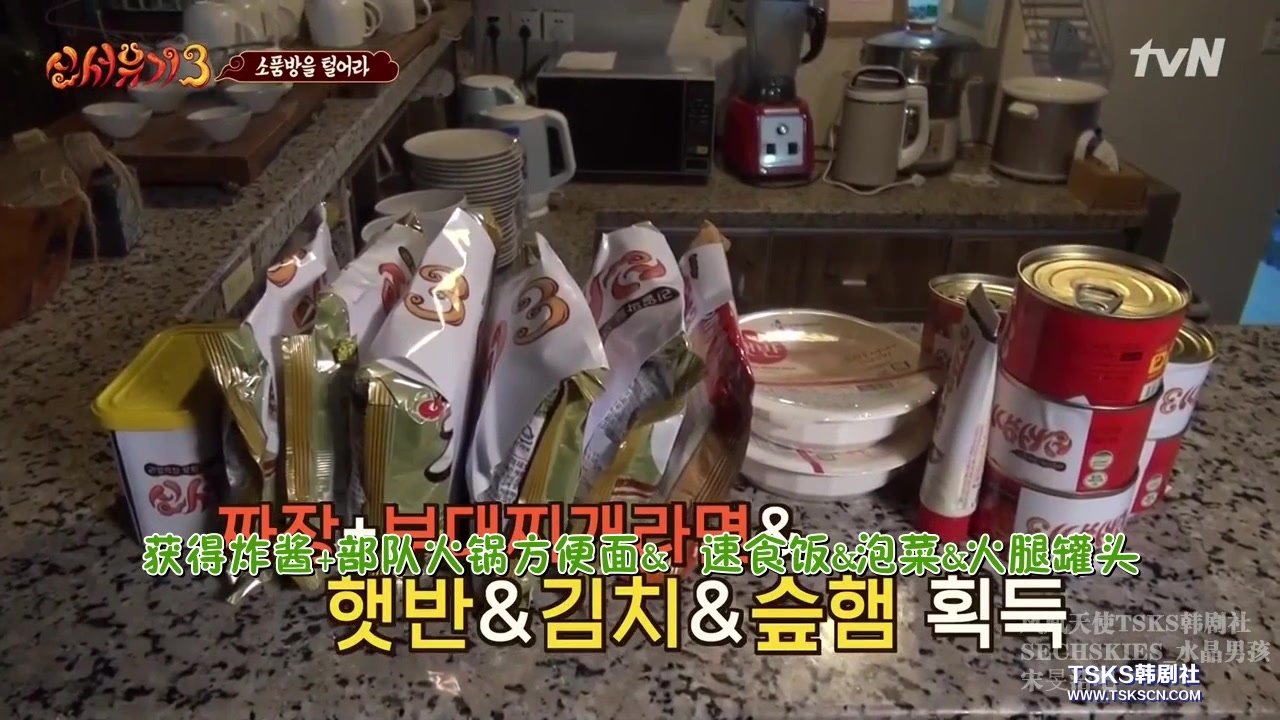 신서유기3
소품방을 털어라
tvN
짜장+부대찌개라면&
获得炸酱+部队火锅方便面& 速食饭&泡菜&火腿罐头
햇반&김치&슾햄 획득
天使TSKS韩剧社
SECHSKIES 水晶男孩
TSKS韩剧社
WWW.TSKSCN.COM